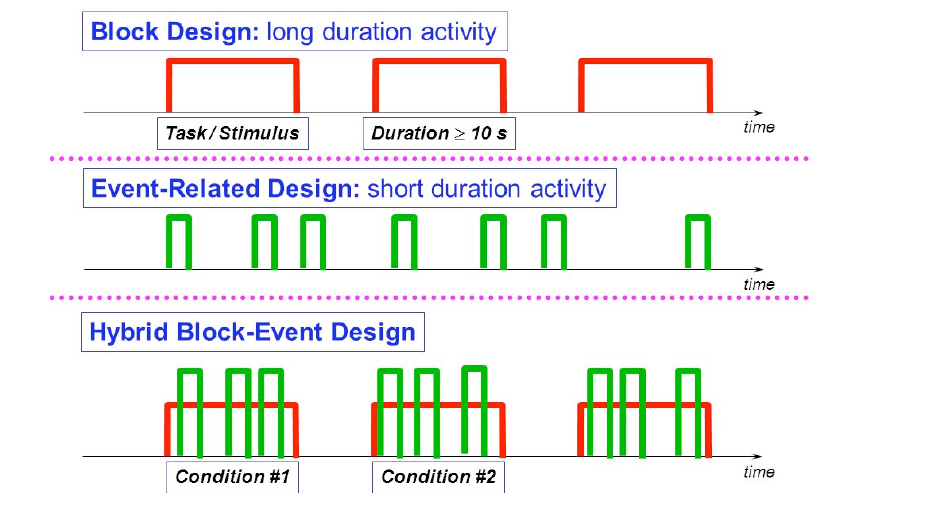 Block Design: long duration activity
Task / Stimulus
Duration ≥ 10 s
time
Event-Related Design: short duration activity
time
Hybrid Block-Event Design
Condition #1
Condition #2
time